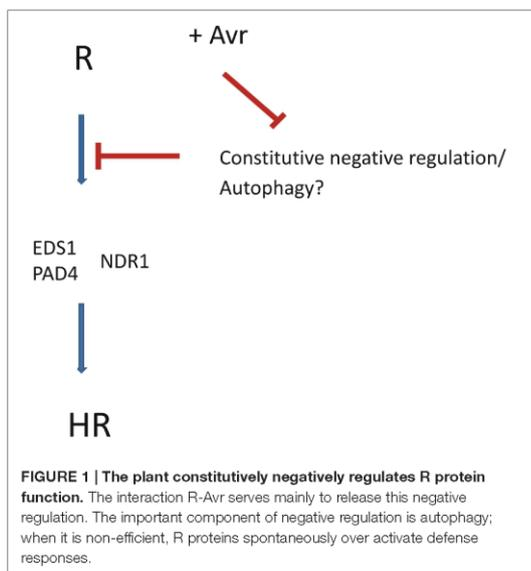 + Avr
R
Constitutive negative regulation/
Autophagy?
EDS1
PAD4
NDR1
HR
FIGURE 1 | The plant constitutively negatively regulates R protein
function. The interaction R-Avr serves mainly to release this negative
regulation. The important component of negative regulation is autophagy;
when it is non-efficient, R proteins spontaneously over activate defense
responses.